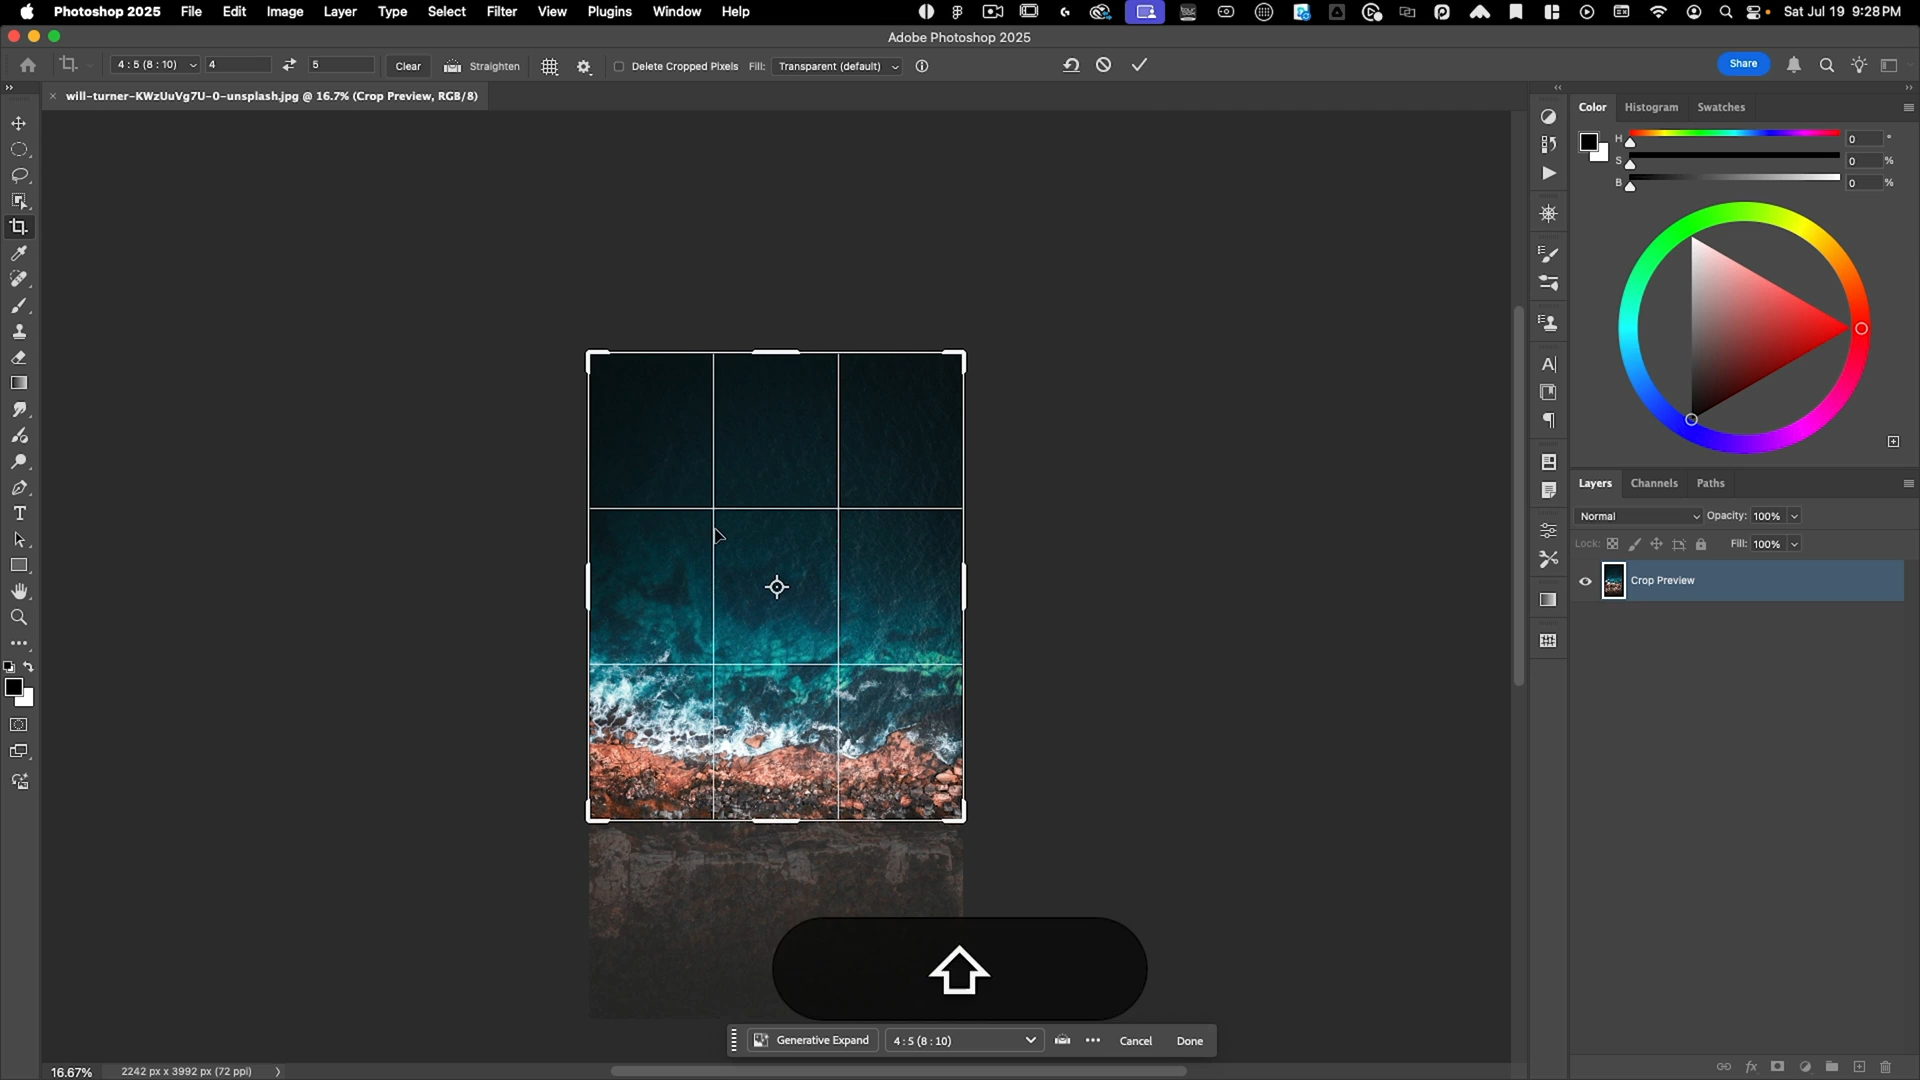 Photoshop 2025 File Edit Image Layer Type Select Filter View Plugins Window Help Sat Jul 19 9:28 PM
Adobe Photoshop 2025
4 : 5 (8 : 10) 4 5 Clear Straighten Delete Cropped Pixels Fill: Transparent (default) Share
will-turner-KWzUuVg7U-0-unsplash.jpg @ 16.7% (Crop Preview, RGB/8)
Color Histogram Swatches
H 0 °
S 0 %
B 0 %
Layers Channels Paths
Normal Opacity: 100%
Lock: Fill: 100%
Crop Preview
Generative Expand 4 : 5 (8 : 10) Cancel Done
16.67% 2242 px x 3992 px (72 ppi)